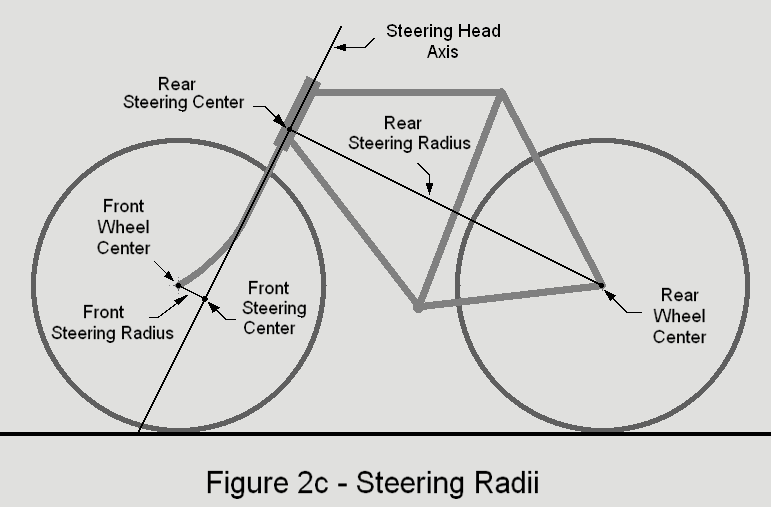 Steering Head
Axis
Rear
Steering Center
Rear
Steering Radius
Front
Wheel
Center
Front
Steering Radius
Front
Steering
Center
Rear
Wheel
Center
Figure 2c - Steering Radii